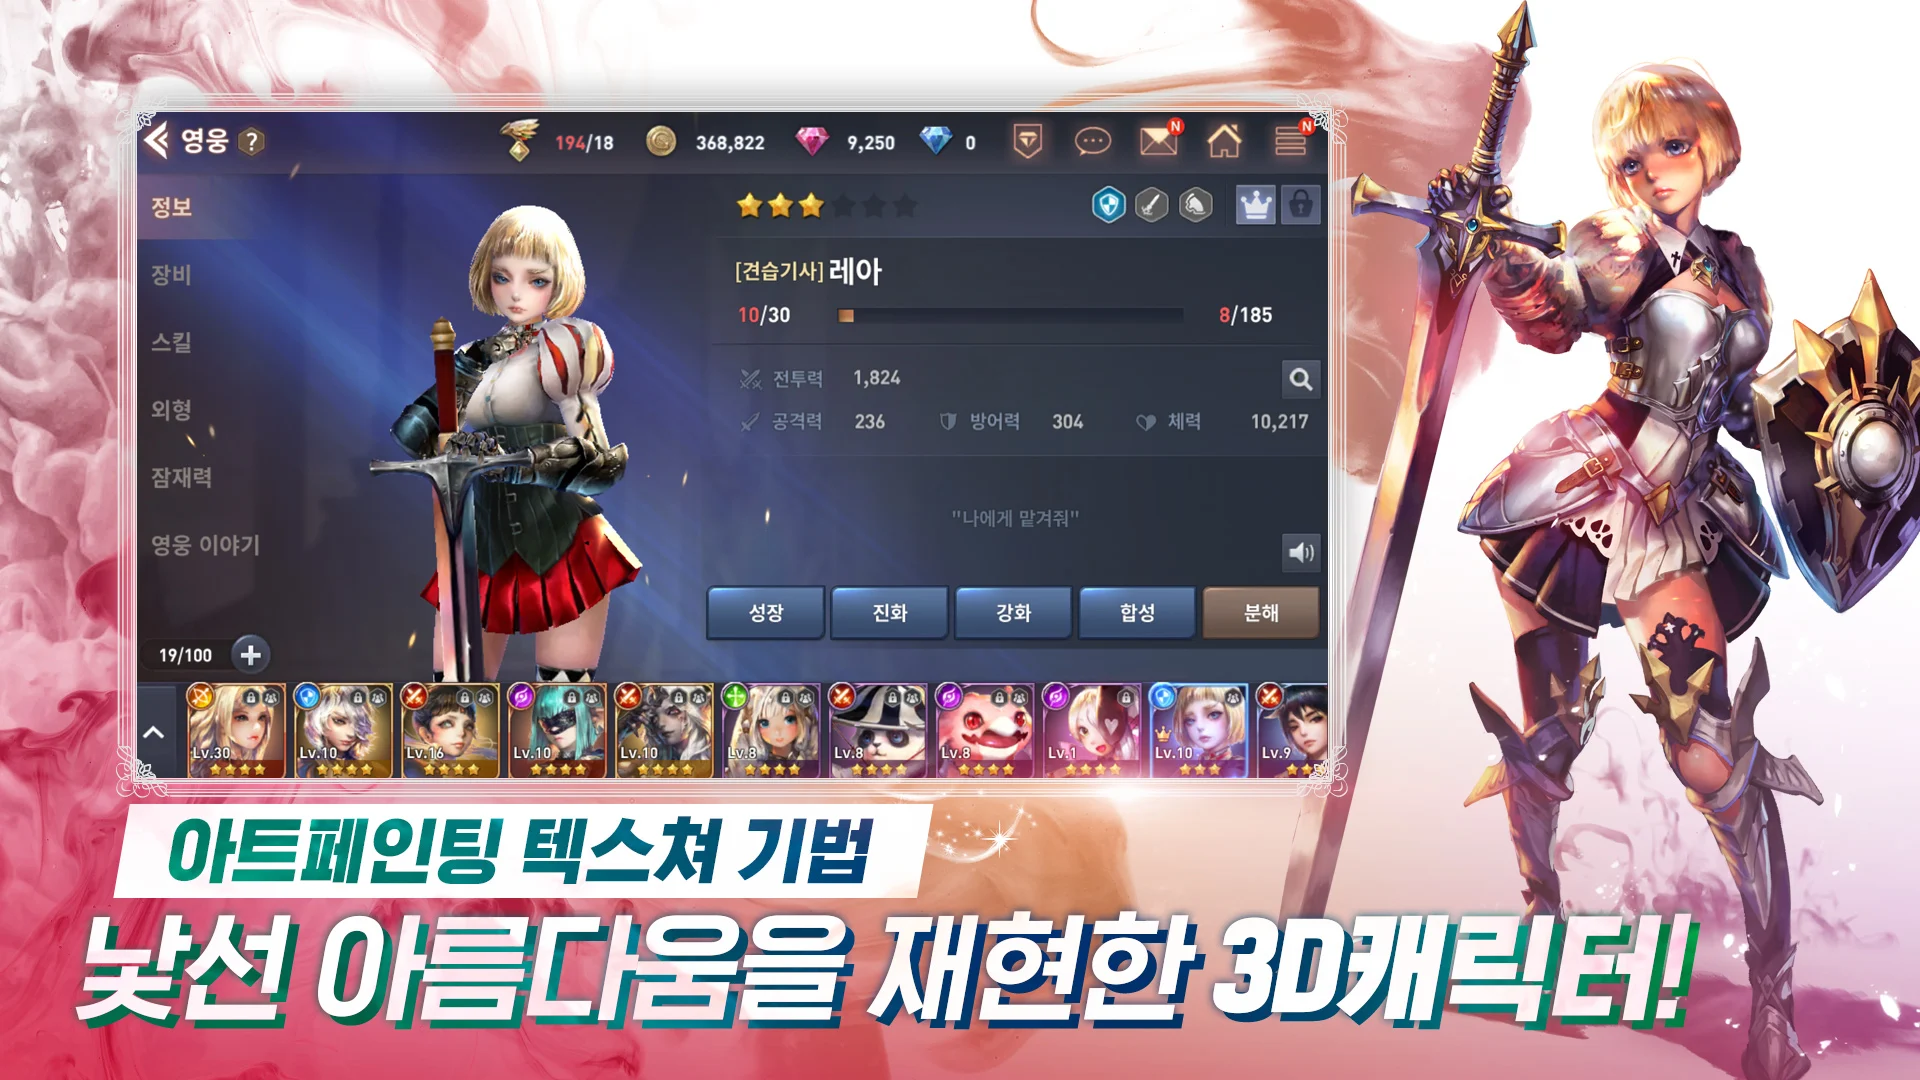 영웅 ?
194/18 368,822 9,250 0 N N
정보
장비
스킬
외형
잠재력
영웅 이야기
19/100
[견습기사] 레아
10/30 8/185
전투력 1,824
공격력 236 방어력 304 체력 10,217
"나에게 맡겨줘"
성장 진화 강화 합성 분해
Lv.30 Lv.10 Lv.16 Lv.10 Lv.10 Lv.8 Lv.8 Lv.8 Lv.1 Lv.10 Lv.9
아트페인팅 텍스쳐 기법
낯선 아름다움을 재현한 3D캐릭터!